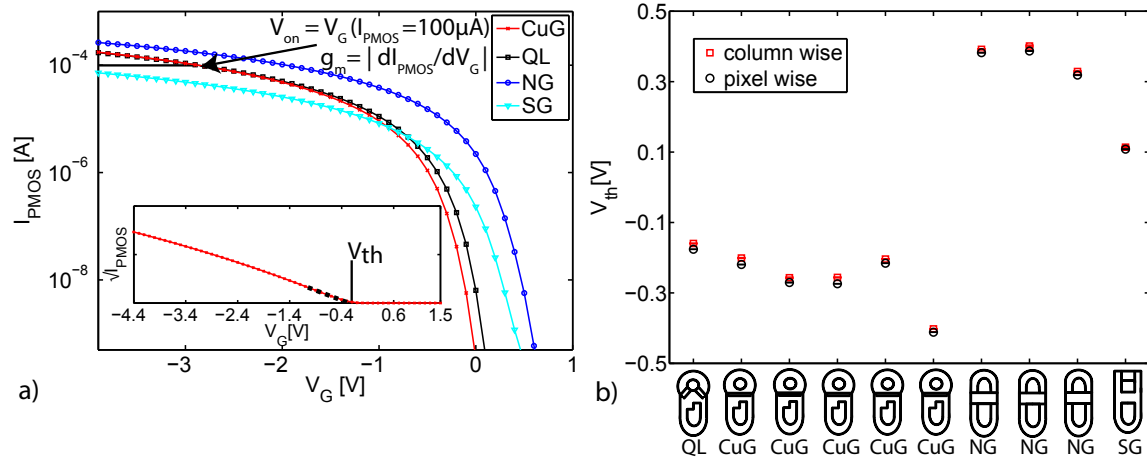 V_on = V_G (I_PMOS = 100μA)
g_m = | dI_PMOS/dV_G |
CuG
QL
NG
SG
10^−4
10^−6
10^−8
I_PMOS [A]
−3
−2
−1
0
1
V_G [V]
√I_PMOS
V_th
−4.4
−3.4
−2.4
−1.4
−0.4
0.6
1.5
V_G[V]
a)
column wise
pixel wise
0.5
0.3
0.1
−0.1
−0.3
−0.5
V_th[V]
QL CuG CuG CuG CuG CuG NG NG NG SG
b)